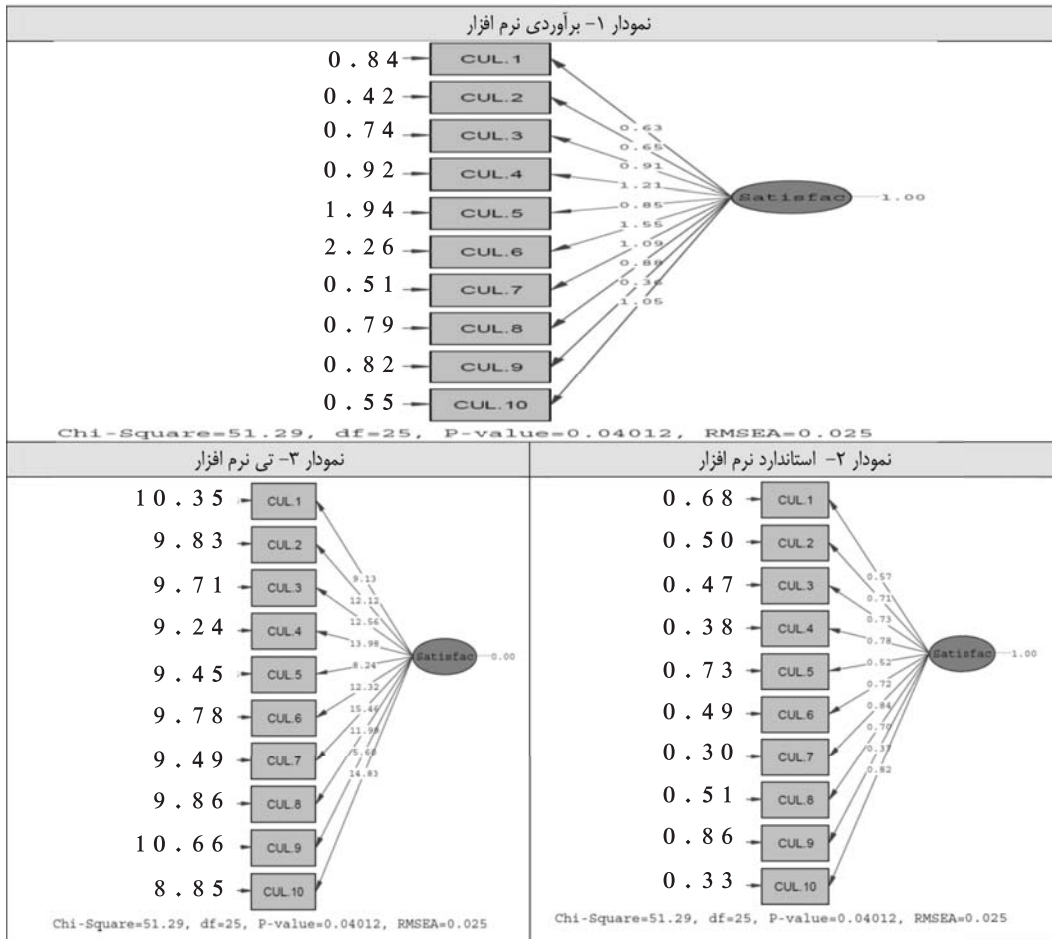 نمودار ۱- برآوردی نرم افزار
0.84 CUL.1
0.42 CUL.2
0.74 CUL.3
0.92 CUL.4
1.94 CUL.5
2.26 CUL.6
0.51 CUL.7
0.79 CUL.8
0.82 CUL.9
0.55 CUL.10
0.63
0.65
0.91
1.21
0.85
1.55
1.09
0.88
0.36
1.05
Satisfac 1.00
Chi-Square=51.29, df=25, P-value=0.04012, RMSEA=0.025
نمودار ۲- استاندارد نرم افزار
0.68 CUL.1
0.50 CUL.2
0.47 CUL.3
0.38 CUL.4
0.73 CUL.5
0.49 CUL.6
0.30 CUL.7
0.51 CUL.8
0.86 CUL.9
0.33 CUL.10
0.57
0.71
0.73
0.78
0.52
0.72
0.84
0.70
0.37
0.82
Satisfac 1.00
Chi-Square=51.29, df=25, P-value=0.04012, RMSEA=0.025
نمودار ۳- تی نرم افزار
10.35 CUL.1
9.83 CUL.2
9.71 CUL.3
9.24 CUL.4
9.45 CUL.5
9.78 CUL.6
9.49 CUL.7
9.86 CUL.8
10.66 CUL.9
8.85 CUL.10
9.13
12.12
12.56
13.98
8.24
12.32
15.46
11.99
5.60
14.83
Satisfac 0.00
Chi-Square=51.29, df=25, P-value=0.04012, RMSEA=0.025